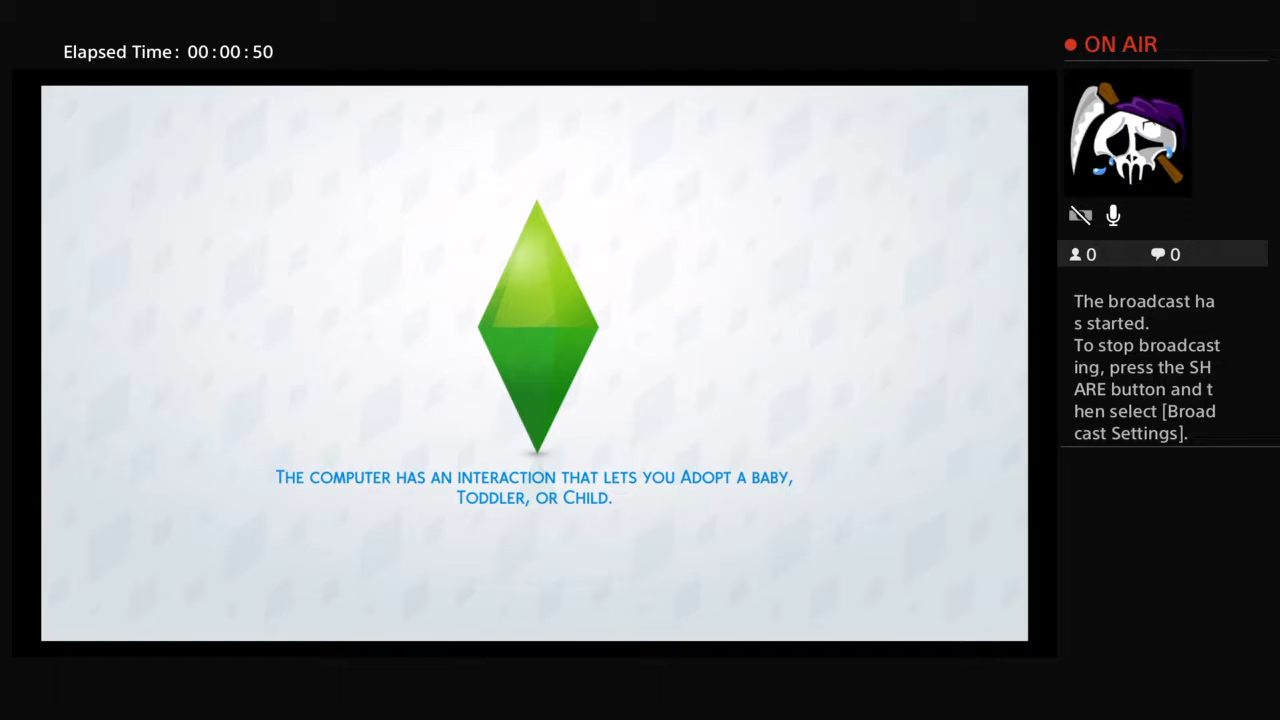 Elapsed Time: 00:00:50
ON AIR
0 0
The broadcast ha
s started.
To stop broadcast
ing, press the SH
ARE button and t
hen select [Broad
cast Settings].
The computer has an interaction that lets you Adopt a baby,
Toddler, or Child.